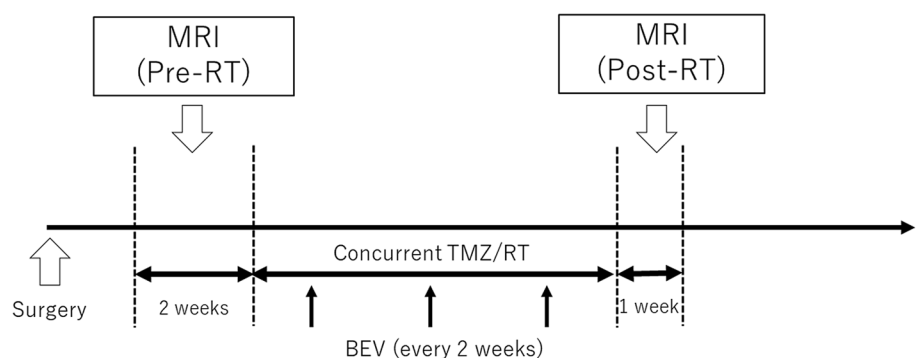 MRI
(Pre-RT)
MRI
(Post-RT)
Concurrent TMZ/RT
Surgery
2 weeks
1 week
BEV (every 2 weeks)